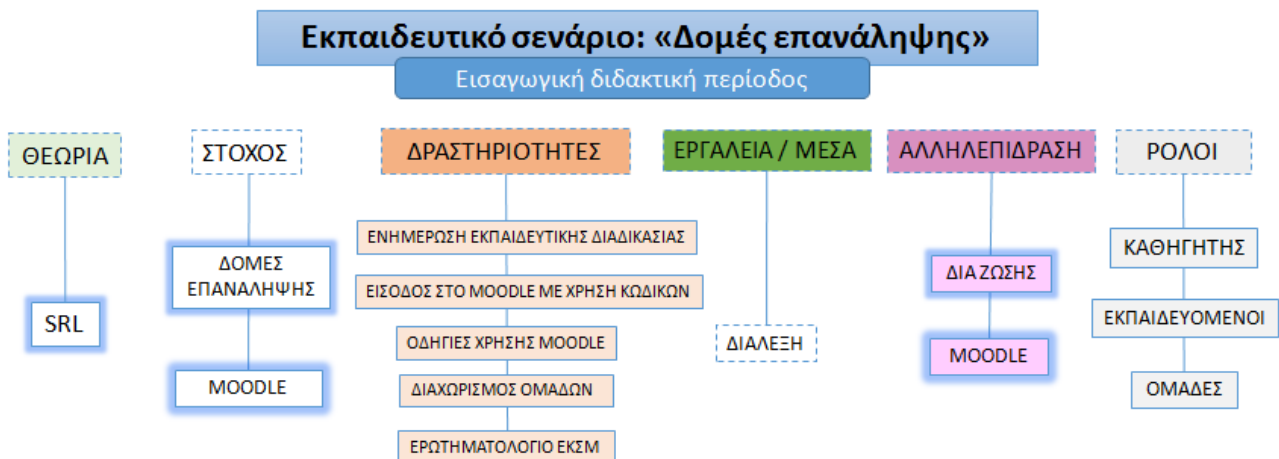 Εκπαιδευτικό σενάριο: «Δομές επανάληψης»
Εισαγωγική διδακτική περίοδος
ΘΕΩΡΙΑ
SRL
ΣΤΟΧΟΣ
ΔΟΜΕΣ
ΕΠΑΝΑΛΗΨΗΣ
MOODLE
ΔΡΑΣΤΗΡΙΟΤΗΤΕΣ
ΕΝΗΜΕΡΩΣΗ ΕΚΠΑΙΔΕΥΤΙΚΗΣ ΔΙΑΔΙΚΑΣΙΑΣ
ΕΙΣΟΔΟΣ ΣΤΟ MOODLE ΜΕ ΧΡΗΣΗ ΚΩΔΙΚΩΝ
ΟΔΗΓΙΕΣ ΧΡΗΣΗΣ MOODLE
ΔΙΑΧΩΡΙΣΜΟΣ ΟΜΑΔΩΝ
ΕΡΩΤΗΜΑΤΟΛΟΓΙΟ ΕΚΣΜ
ΕΡΓΑΛΕΙΑ / ΜΕΣΑ
ΔΙΑΛΕΞΗ
ΑΛΛΗΛΕΠΙΔΡΑΣΗ
ΔΙΑ ΖΩΣΗΣ
MOODLE
ΡΟΛΟΙ
ΚΑΘΗΓΗΤΗΣ
ΕΚΠΑΙΔΕΥΟΜΕΝΟΙ
ΟΜΑΔΕΣ